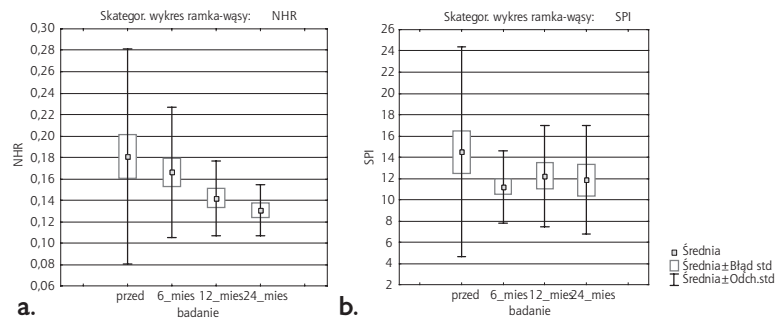 Skategor. wykres ramka-wąsy: NHR
0,30
0,28
0,26
0,24
0,22
0,20
0,18
0,16
0,14
0,12
0,10
0,08
0,06
NHR
przed 6_mies 12_mies 24_mies
badanie
a.
Skategor. wykres ramka-wąsy: SPI
26
24
22
20
18
16
14
12
10
8
6
4
2
SPI
przed 6_mies 12_mies 24_mies
badanie
b.
Średnia
Średnia±Błąd std
Średnia±Odch.std